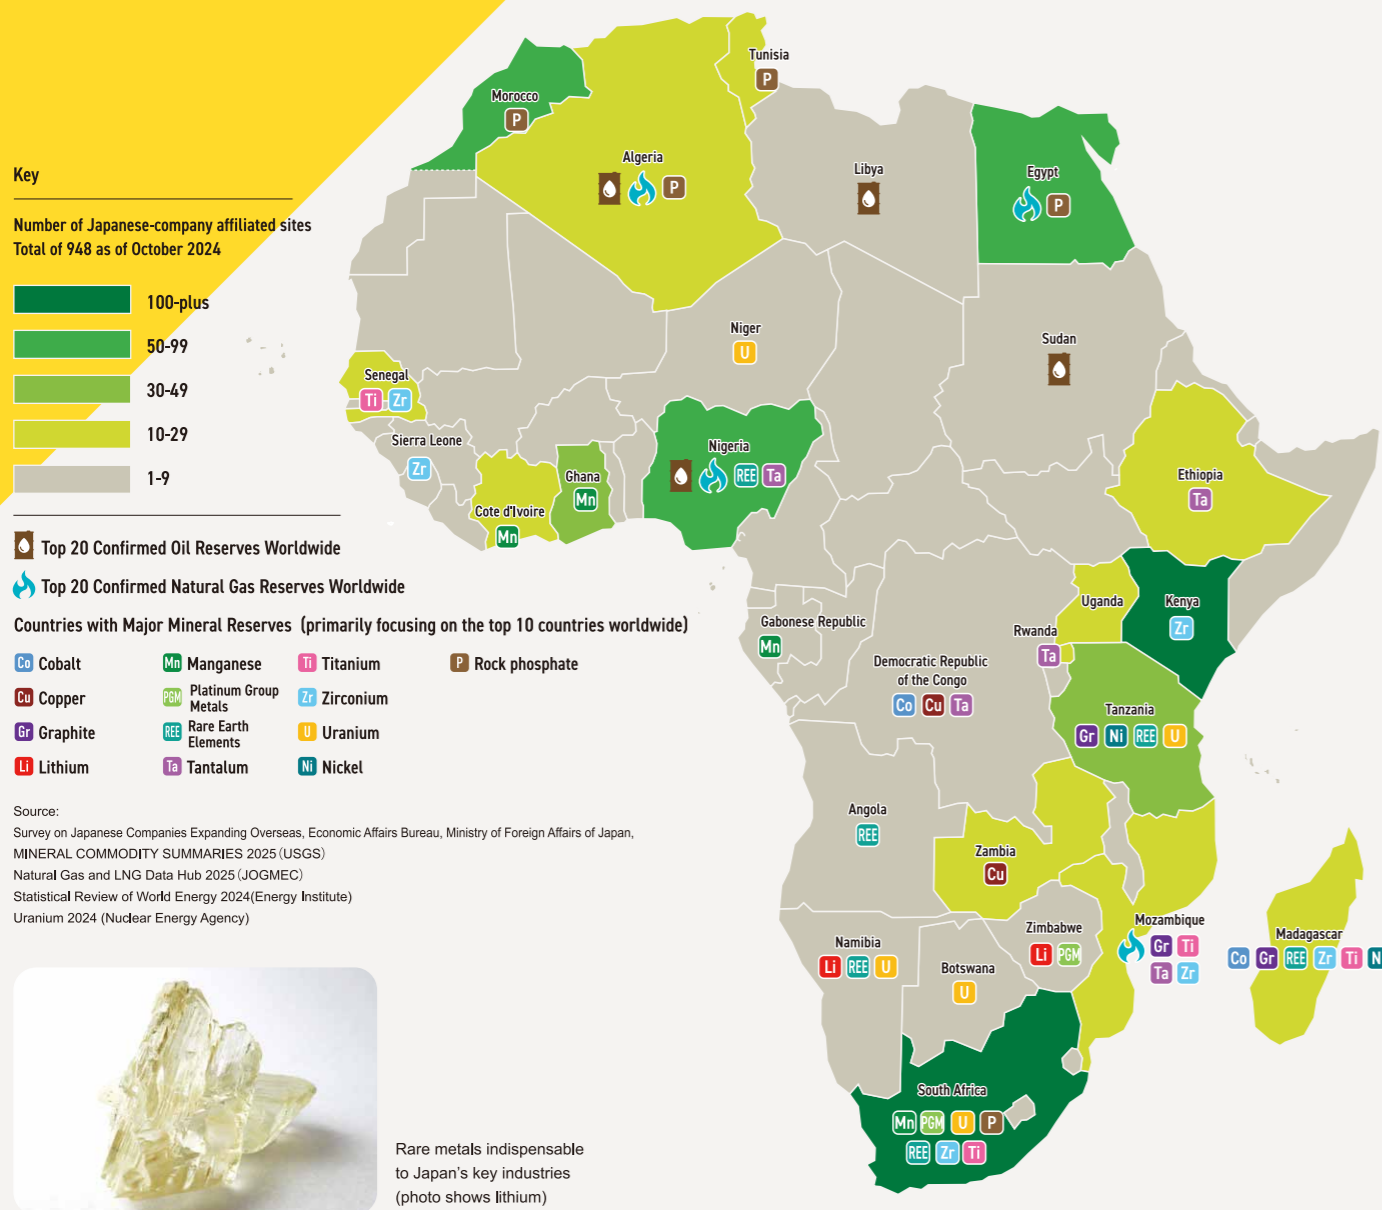 Key
Number of Japanese-company affiliated sites
Total of 948 as of October 2024
100-plus
50-99
30-49
10-29
1-9
Top 20 Confirmed Oil Reserves Worldwide
Top 20 Confirmed Natural Gas Reserves Worldwide
Countries with Major Mineral Reserves (primarily focusing on the top 10 countries worldwide)
Co Cobalt
Mn Manganese
Ti Titanium
P Rock phosphate
Cu Copper
PGM Platinum Group
Metals
Zr Zirconium
Gr Graphite
REE Rare Earth
Elements
U Uranium
Li Lithium
Ta Tantalum
Ni Nickel
Source:
Survey on Japanese Companies Expanding Overseas, Economic Affairs Bureau, Ministry of Foreign Affairs of Japan,
MINERAL COMMODITY SUMMARIES 2025(USGS)
Natural Gas and LNG Data Hub 2025(JOGMEC)
Statistical Review of World Energy 2024(Energy Institute)
Uranium 2024 (Nuclear Energy Agency)
Rare metals indispensable
to Japan's key industries
(photo shows lithium)
Tunisia
P
Morocco
P
Algeria
P
Libya
Egypt
P
Niger
U
Sudan
Senegal
Ti Zr
Sierra Leone
Zr
Cote d'Ivoire
Mn
Ghana
Mn
Nigeria
REE Ta
Ethiopia
Ta
Uganda
Kenya
Zr
Gabonese Republic
Mn
Rwanda
Ta
Democratic Republic
of the Congo
Co Cu Ta
Tanzania
Gr Ni REE U
Angola
REE
Zambia
Cu
Zimbabwe
Li PGM
Mozambique
Gr Ti
Ta Zr
Madagascar
Co Gr REE Zr Ti N
Namibia
Li REE U
Botswana
U
South Africa
Mn PGM U P
REE Zr Ti